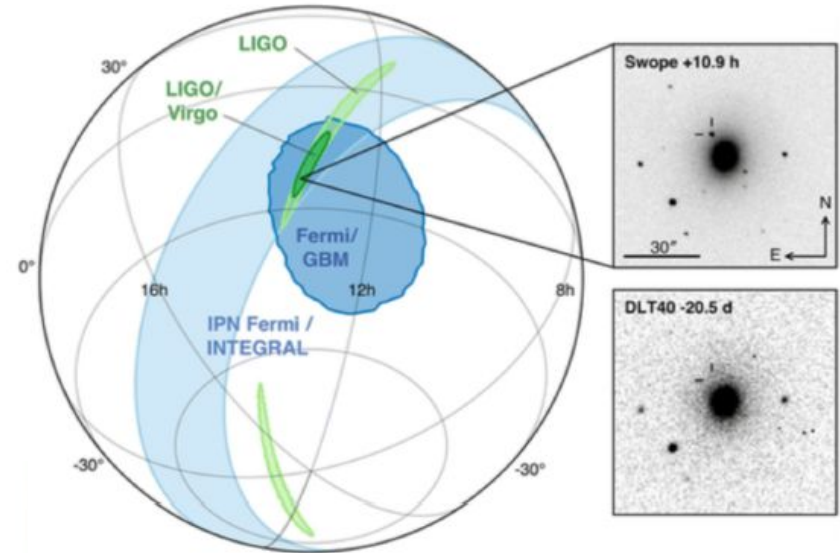 LIGO
30°
LIGO/
Virgo
Fermi/
GBM
0°
16h
12h
8h
IPN Fermi /
INTEGRAL
-30°
-30°
Swope +10.9 h
N
30"
E
DLT40 -20.5 d